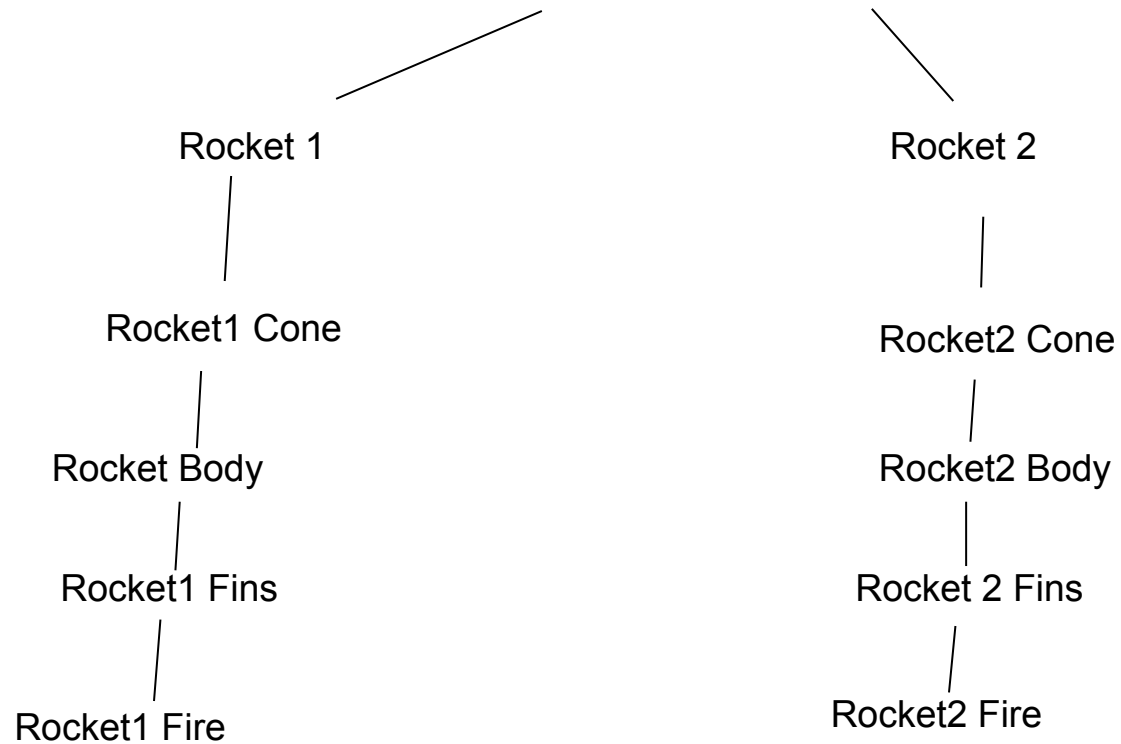 Rocket 1
Rocket1 Cone
Rocket Body
Rocket1 Fins
Rocket1 Fire
Rocket 2
Rocket2 Cone
Rocket2 Body
Rocket 2 Fins
Rocket2 Fire